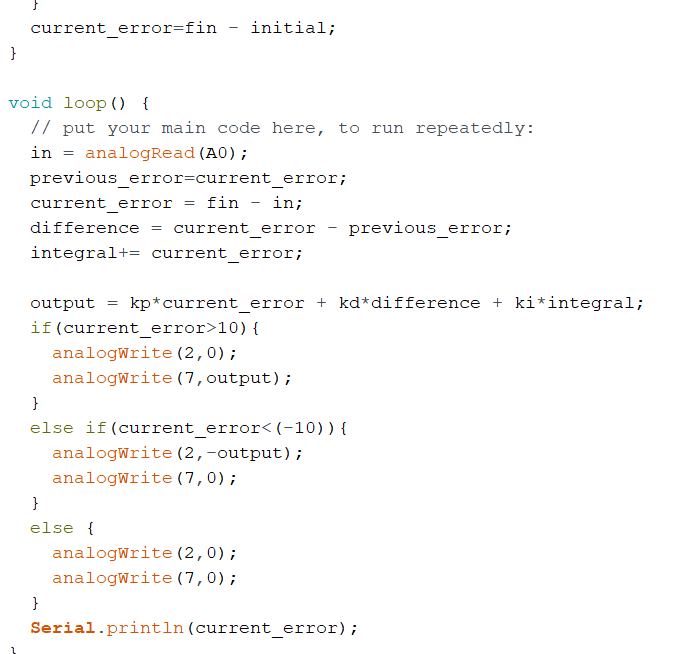 }
current_error=fin - initial;
}
void loop() {
// put your main code here, to run repeatedly:
in = analogRead(A0);
previous_error=current_error;
current_error = fin - in;
difference = current_error - previous_error;
integral+= current_error;
output = kp*current_error + kd*difference + ki*integral;
if(current_error>10){
analogWrite(2,0);
analogWrite(7,output);
}
else if(current_error<(-10)){
analogWrite(2,-output);
analogWrite(7,0);
}
else {
analogWrite(2,0);
analogWrite(7,0);
}
Serial.println(current_error);
}